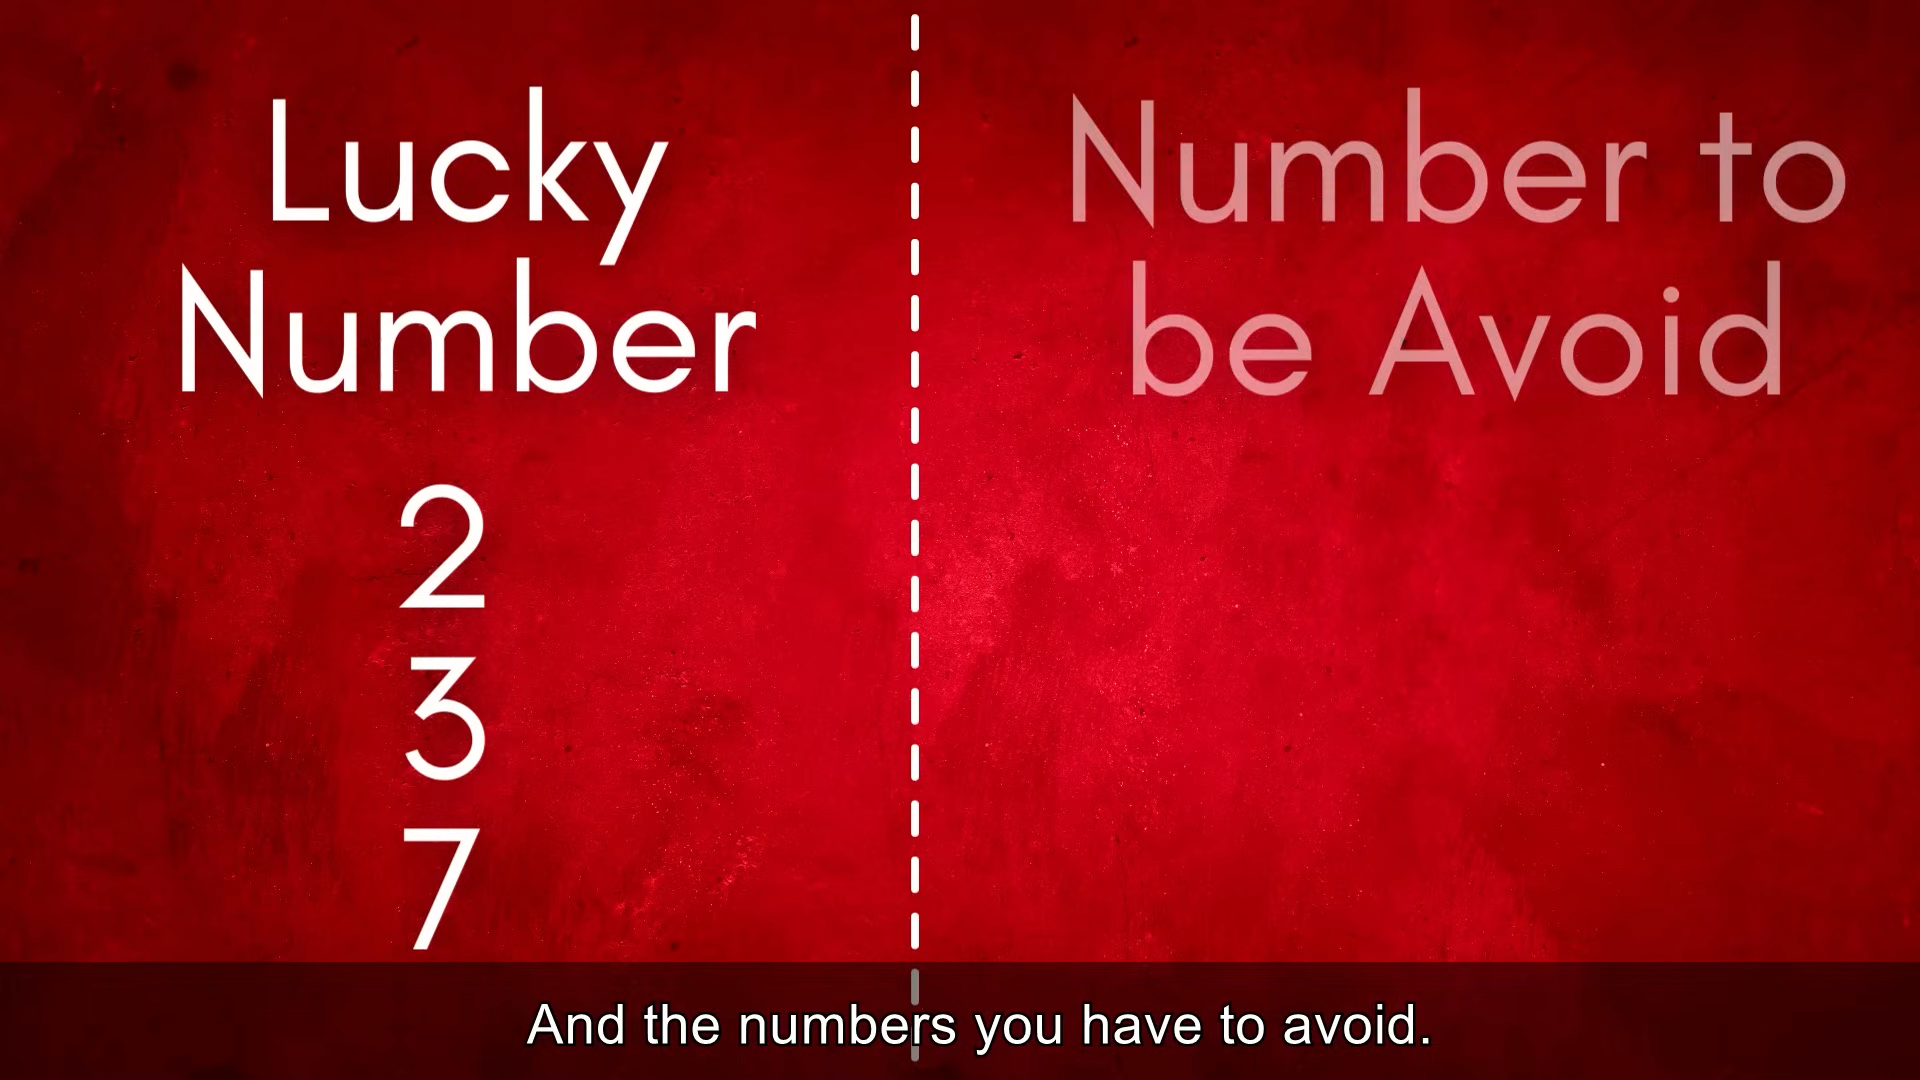 Lucky
Number
2
3
7
Number to
be Avoid
And the numbers you have to avoid.